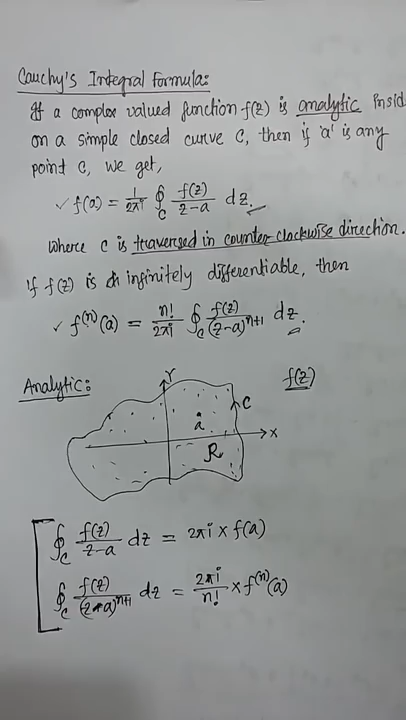 Cauchy's Integral Formula:
If a complex valued function f(z) is analytic insid
on a simple closed curve C, then if 'a' is any
point C, we get,
✓ f(a) = 1/2πi ∮_C f(z)/z-a dz.
where C is traversed in counter clockwise direction.
If f(z) is infinitely differentiable, then
✓ f^(n)(a) = n!/2πi ∮_C f(z)/(z-a)^n+1 dz.
Analytic:
Y
f(z)
C
a
X
R
∮_C f(z)/z-a dz = 2πi × f(a)
∮_C f(z)/(z-a)^n+1 dz = 2πi/n! × f^(n)(a)